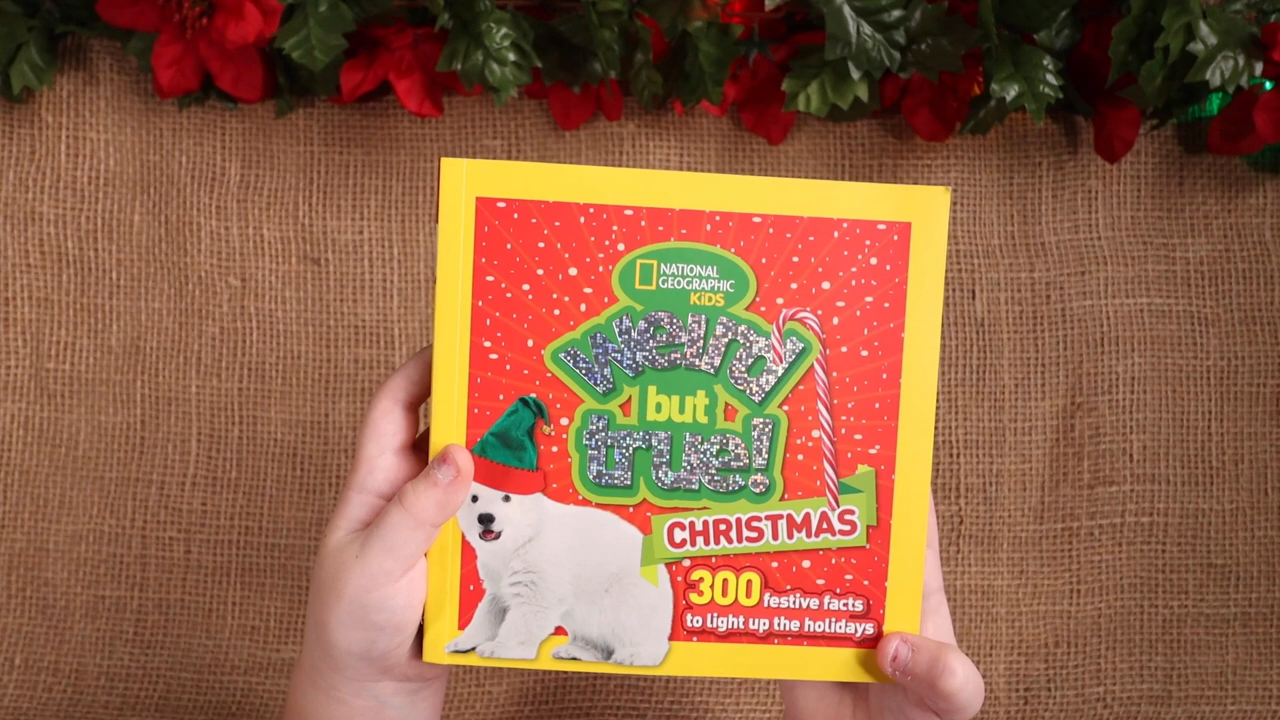 NATIONAL
GEOGRAPHIC
KiDS
weird
but
true!
CHRISTMAS
300 festive facts
to light up the holidays